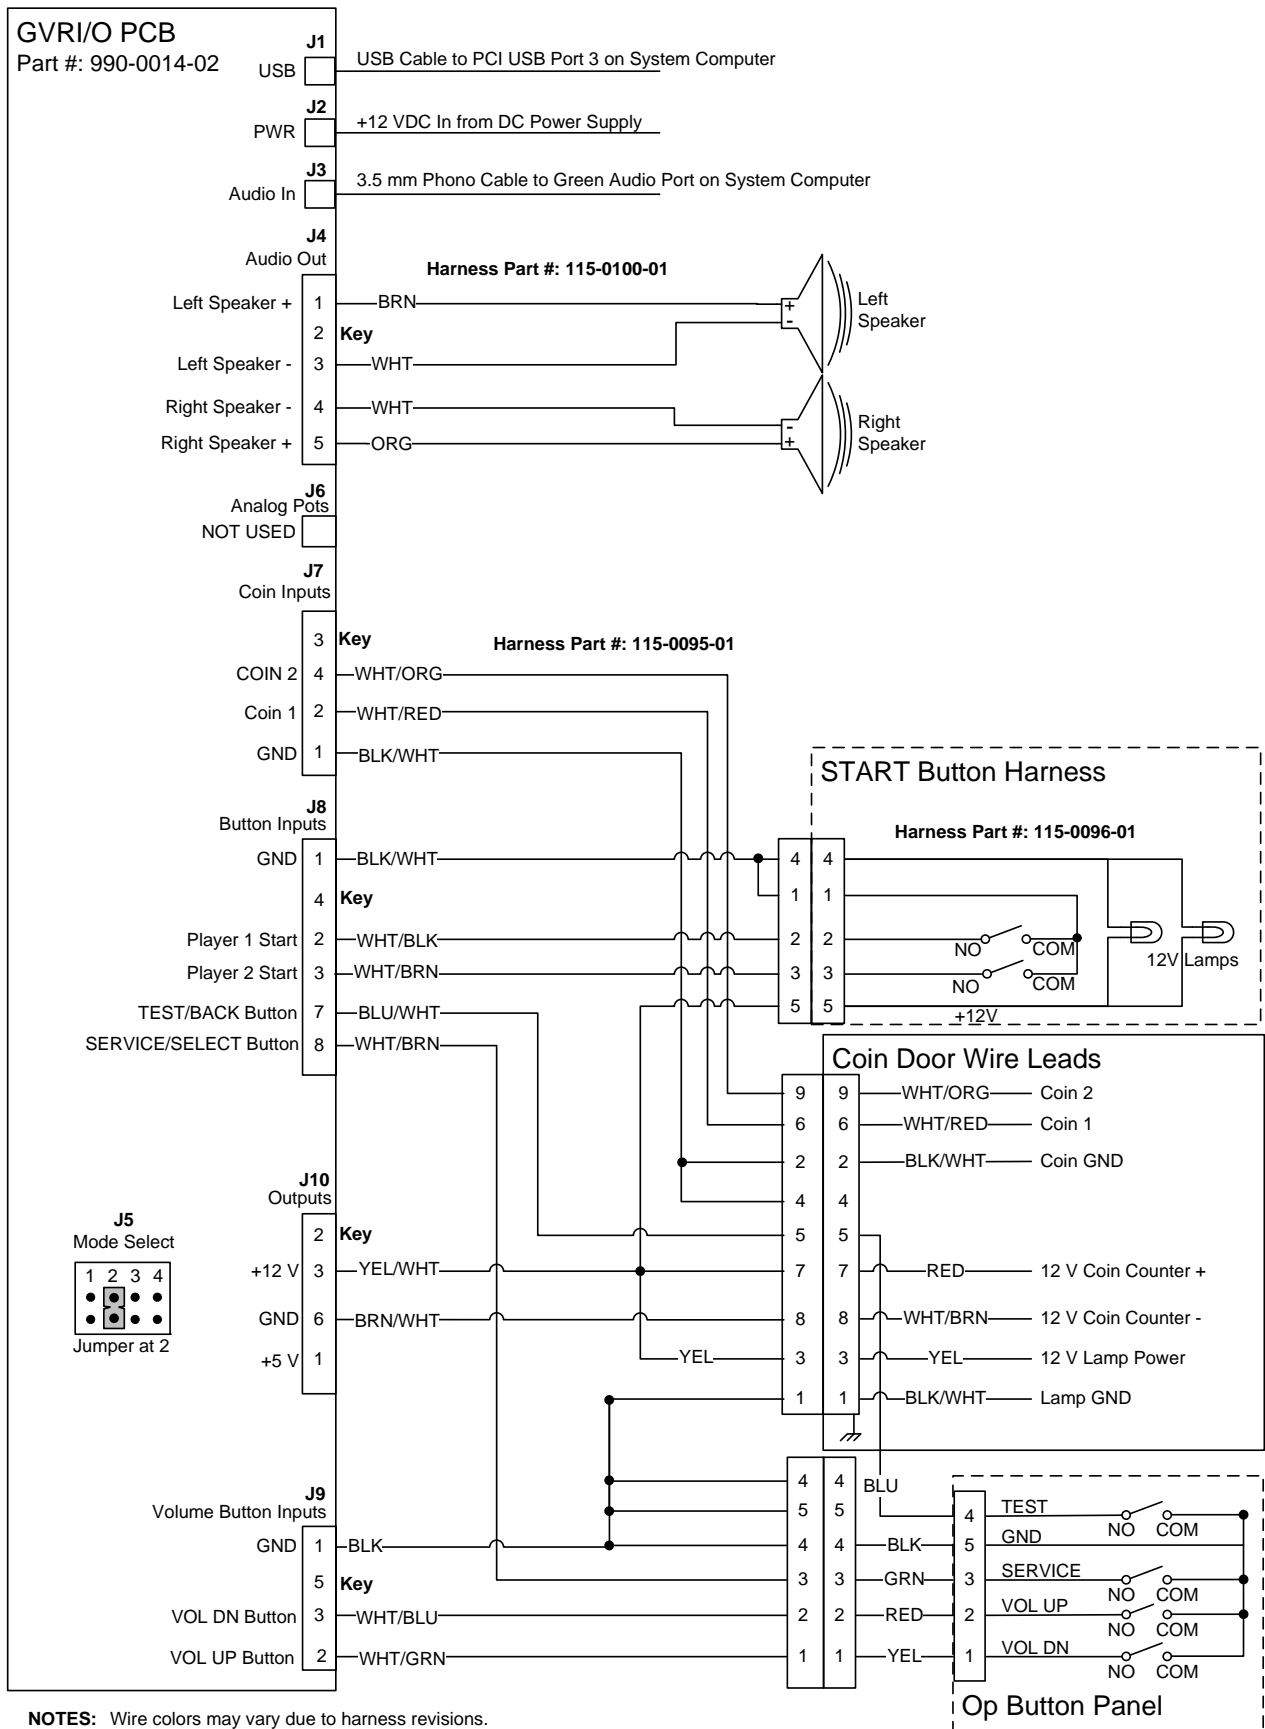 GVRI/O PCB
Part #: 990-0014-02
J1
USB
USB Cable to PCI USB Port 3 on System Computer
J2
PWR
+12 VDC In from DC Power Supply
J3
Audio In
3.5 mm Phono Cable to Green Audio Port on System Computer
J4
Audio Out
Harness Part #: 115-0100-01
Left Speaker + 1 BRN
2 Key
Left Speaker - 3 WHT
+
-
Left
Speaker
Right Speaker - 4 WHT
Right Speaker + 5 ORG
-
+
Right
Speaker
J6
Analog Pots
NOT USED
J7
Coin Inputs
Harness Part #: 115-0095-01
3 Key
COIN 2 4 WHT/ORG
Coin 1 2 WHT/RED
GND 1 BLK/WHT
START Button Harness
Harness Part #: 115-0096-01
J8
Button Inputs
GND 1 BLK/WHT 4 4
4 Key 1 1
Player 1 Start 2 WHT/BLK 2 2 NO COM
12V Lamps
Player 2 Start 3 WHT/BRN 3 3 NO COM
5 5 +12V
TEST/BACK Button 7 BLU/WHT
SERVICE/SELECT Button 8 WHT/BRN
Coin Door Wire Leads
9 9 WHT/ORG Coin 2
6 6 WHT/RED Coin 1
2 2 BLK/WHT Coin GND
4 4
5 5
J10
Outputs
2 Key
+12 V 3 YEL/WHT 7 7 RED 12 V Coin Counter +
GND 6 BRN/WHT 8 8 WHT/BRN 12 V Coin Counter -
+5 V 1 YEL 3 3 YEL 12 V Lamp Power
1 1 BLK/WHT Lamp GND
J5
Mode Select
1 2 3 4
Jumper at 2
J9
Volume Button Inputs
4 4 BLU 4 TEST NO COM
5 5
GND 1 BLK 4 4 BLK 5 GND
5 Key
3 3 GRN 3 SERVICE NO COM
VOL DN Button 3 WHT/BLU 2 2 RED 2 VOL UP NO COM
VOL UP Button 2 WHT/GRN 1 1 YEL 1 VOL DN NO COM
Op Button Panel
NOTES: Wire colors may vary due to harness revisions.